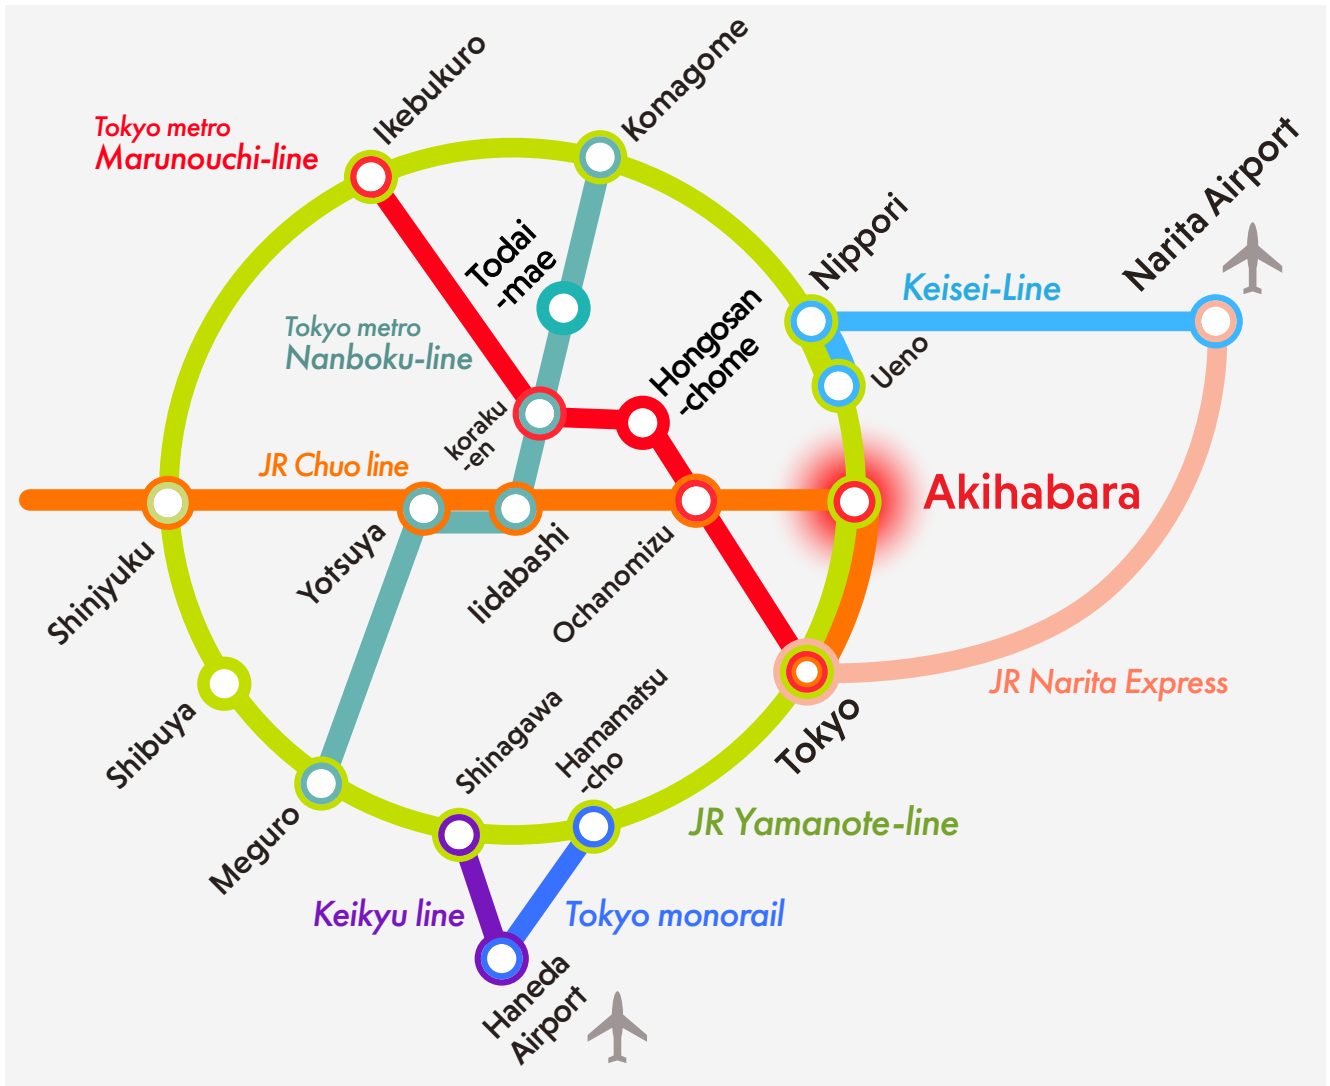 Ikebukuro
Komagome
Tokyo metro
Marunouchi-line
Narita Airport
Nippori
Todai
-mae
Keisei-Line
Tokyo metro
Nanboku-line
Hongosan
-chome
Ueno
koraku
-en
JR Chuo line
Akihabara
Shinjyuku
Yotsuya
Iidabashi
Ochanomizu
JR Narita Express
Shibuya
Shinagawa
Hamamatsu
-cho
Tokyo
Meguro
JR Yamanote-line
Keikyu line
Tokyo monorail
Haneda
Airport